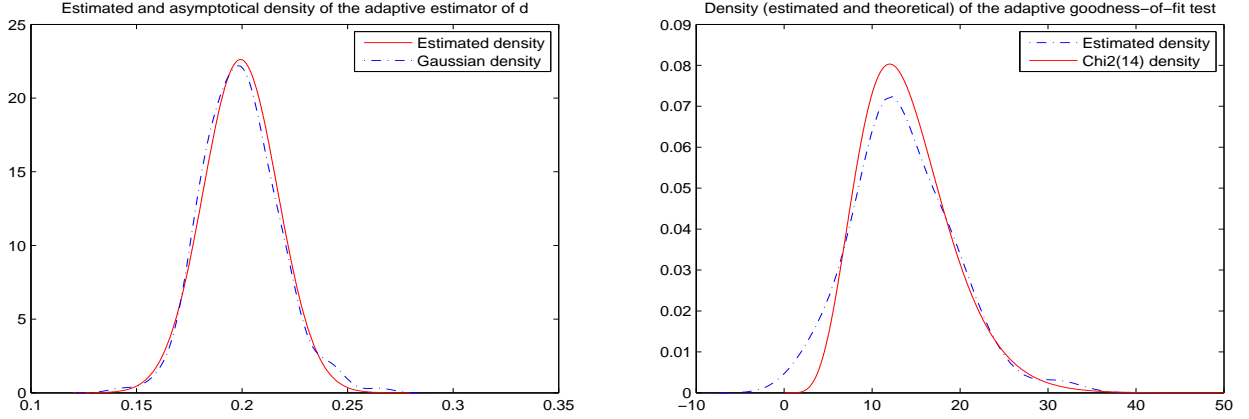 Estimated and asymptotical density of the adaptive estimator of d
25
20
15
10
5
0
0.1 0.15 0.2 0.25 0.3 0.35
Estimated density
Gaussian density
Density (estimated and theoretical) of the adaptive goodness−of−fit test
0.09
0.08
0.07
0.06
0.05
0.04
0.03
0.02
0.01
0
−10 0 10 20 30 40 50
Estimated density
Chi2(14) density